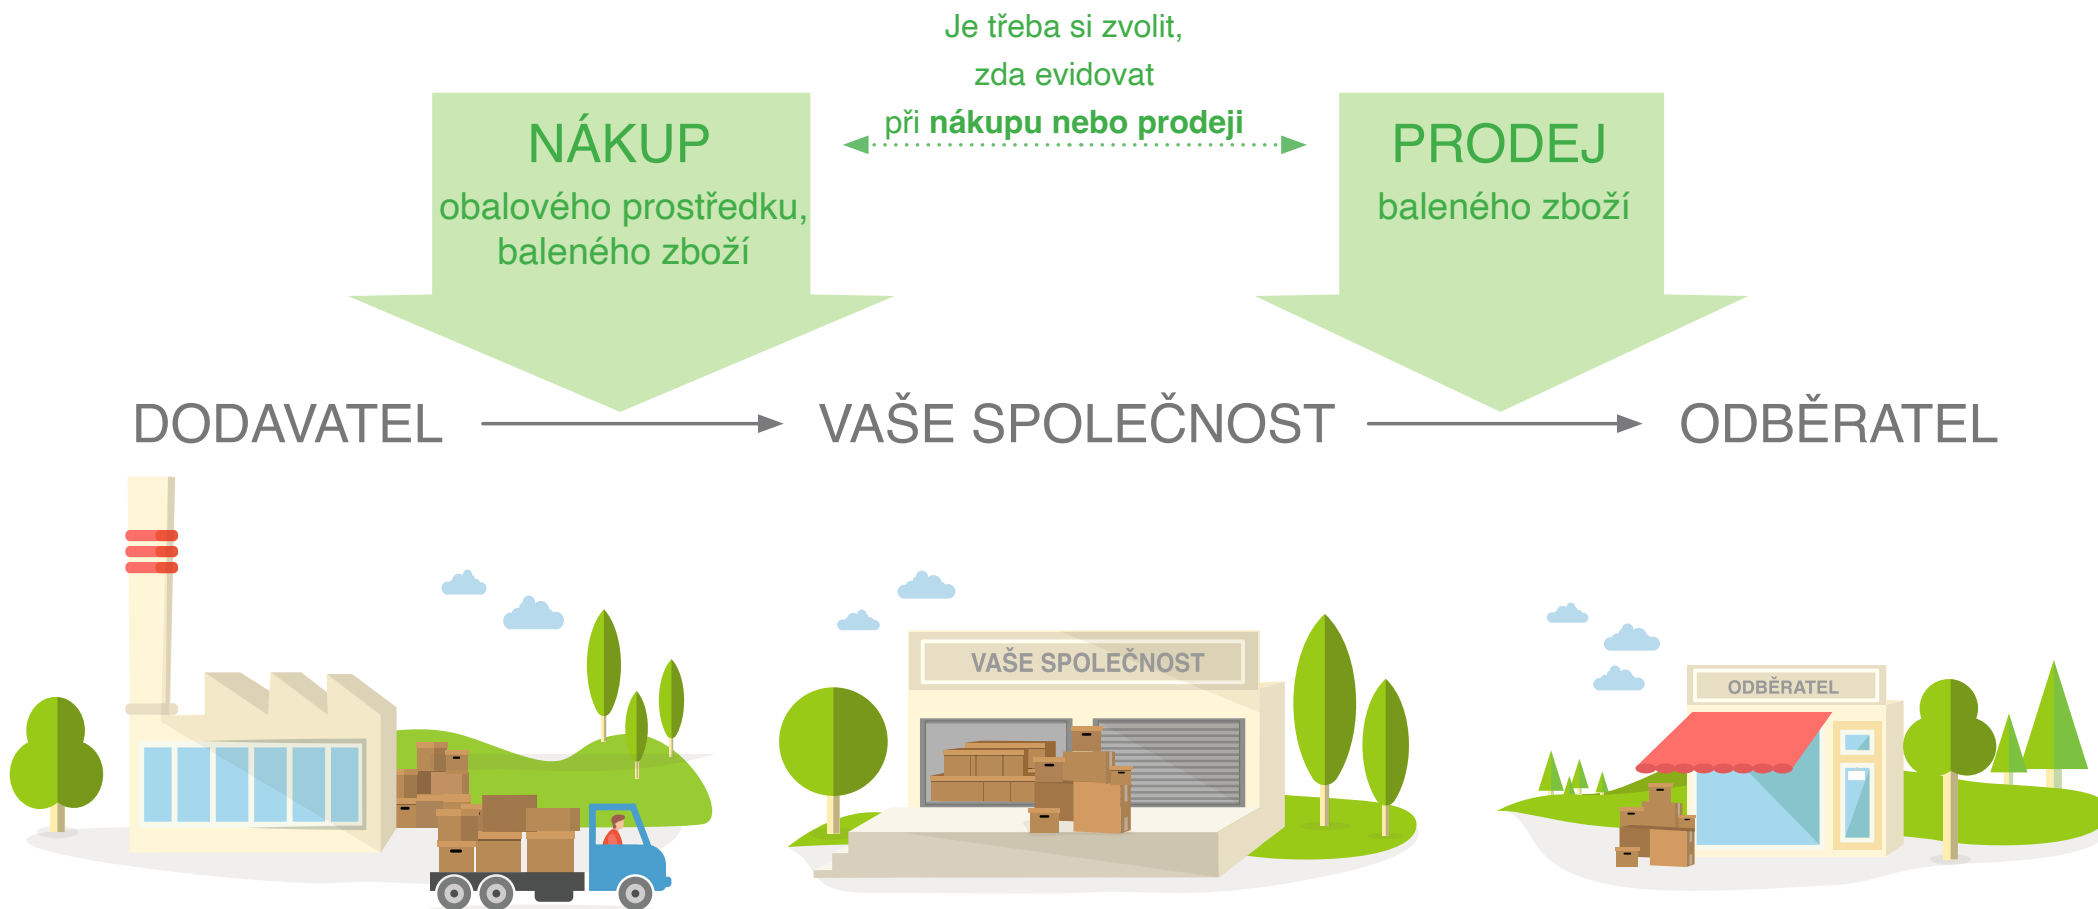 Je třeba si zvolit,
zda evidovat
při nákupu nebo prodeji
NÁKUP
obalového prostředku,
baleného zboží
PRODEJ
baleného zboží
DODAVATEL
VAŠE SPOLEČNOST
ODBĚRATEL
VAŠE SPOLEČNOST
ODBĚRATEL